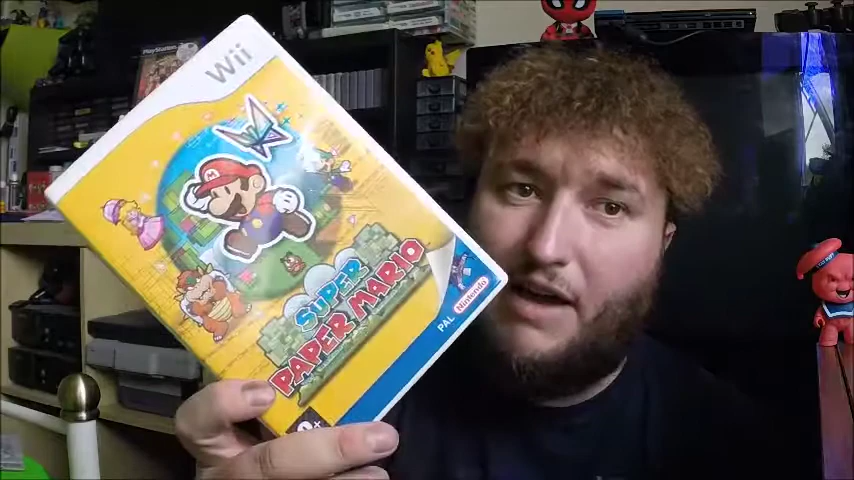 Wii
SUPER
PAPER MARIO
PAL
Nintendo
PlayStation